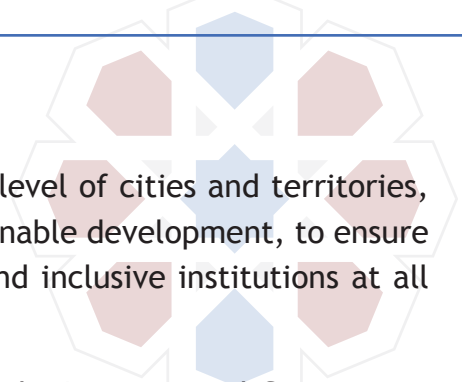 level of cities and territories,
nable development, to ensure
nd inclusive institutions at all